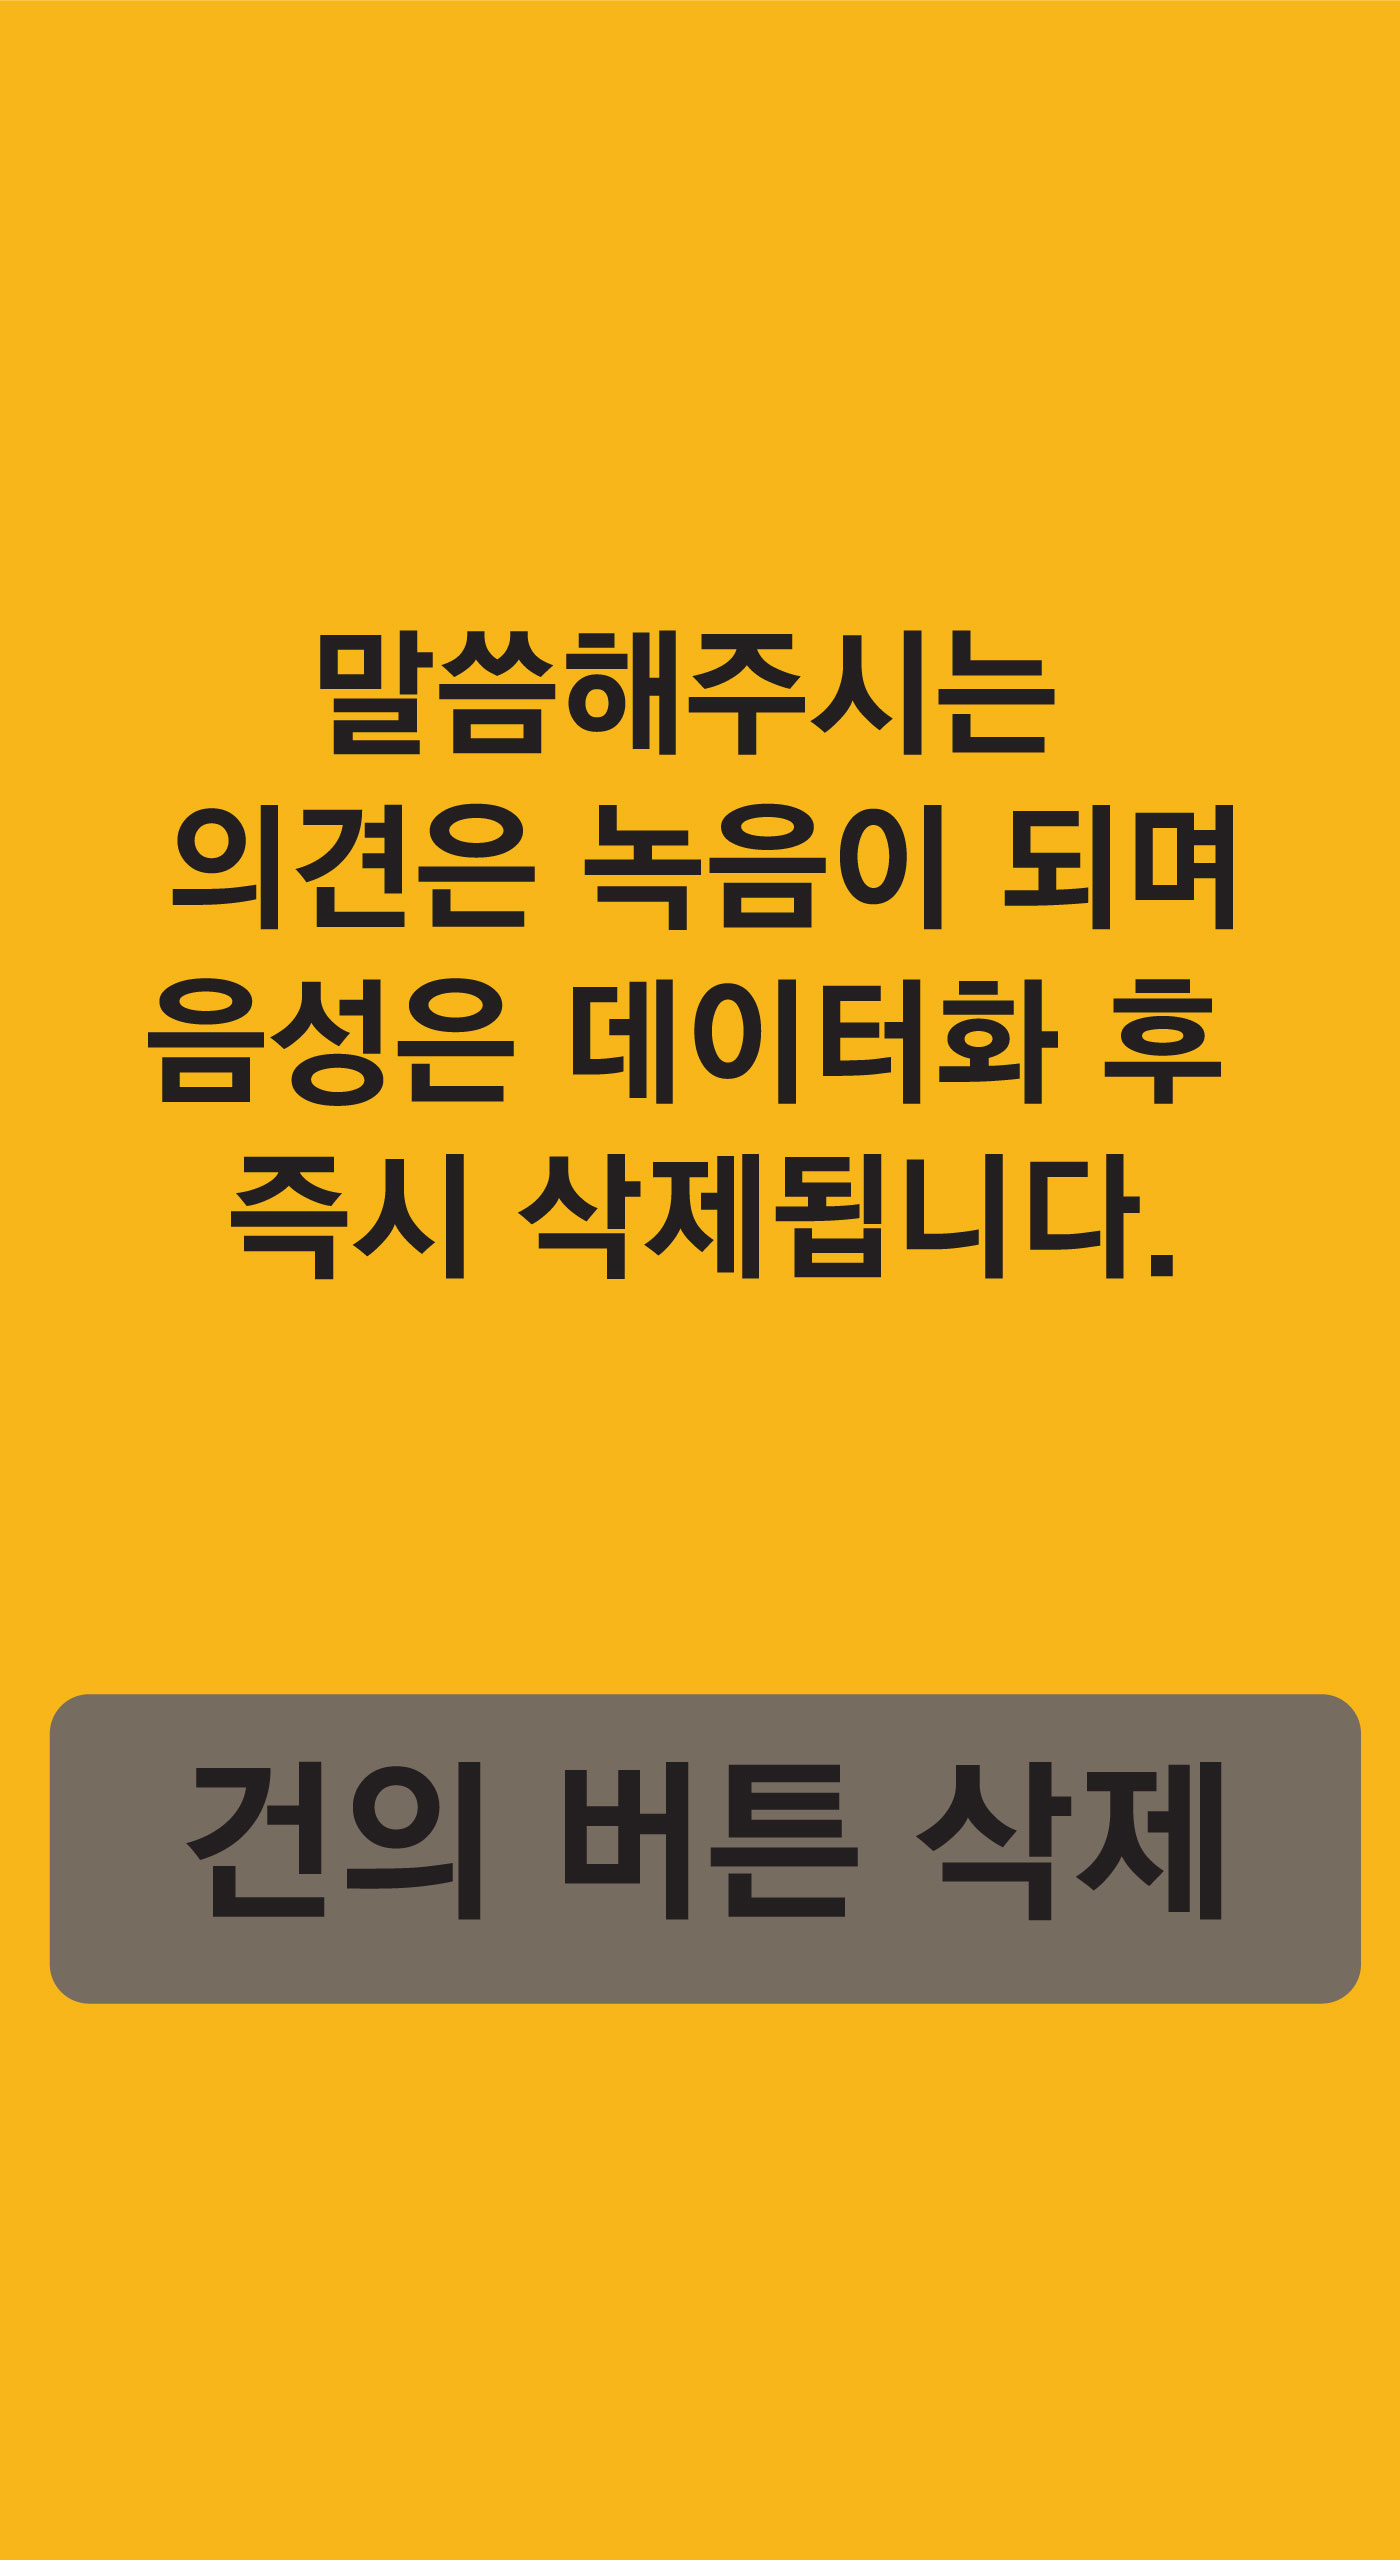 말씀해주시는
의견은 녹음이 되며
음성은 데이터화 후
즉시 삭제됩니다.
건의 버튼 삭제